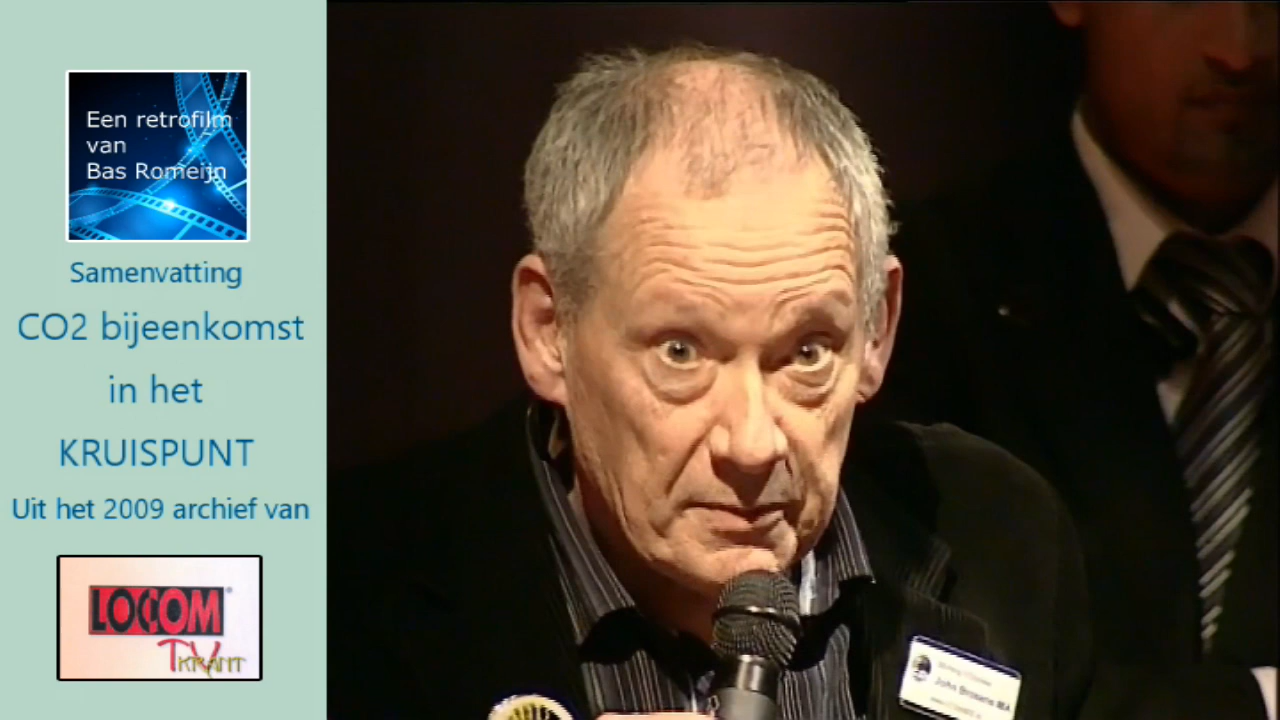 Een retrofilm
van
Bas Romeijn
Samenvatting
CO2 bijeenkomst
in het
KRUISPUNT
Uit het 2009 archief van
LOCOM
TV KRANT
John